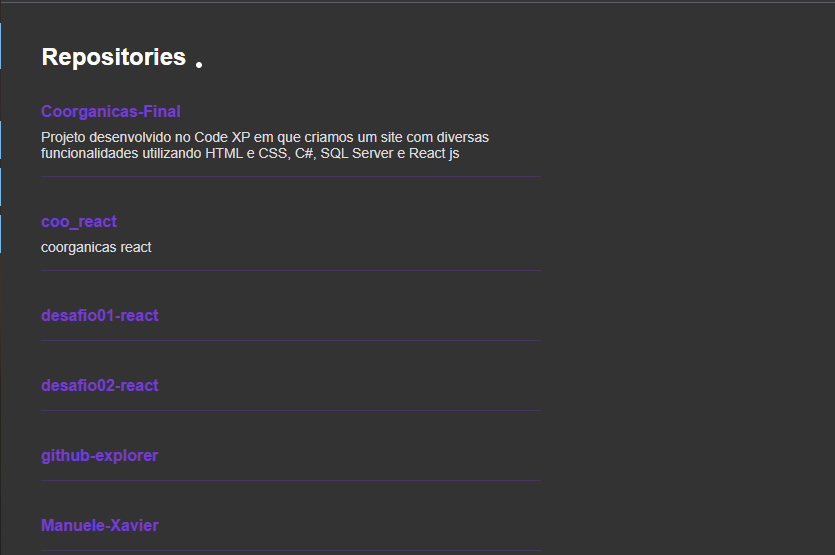 Repositories .
Coorganicas-Final
Projeto desenvolvido no Code XP em que criamos um site com diversas
funcionalidades utilizando HTML e CSS, C#, SQL Server e React js
coo_react
coorganicas react
desafio01-react
desafio02-react
github-explorer
Manuele-Xavier